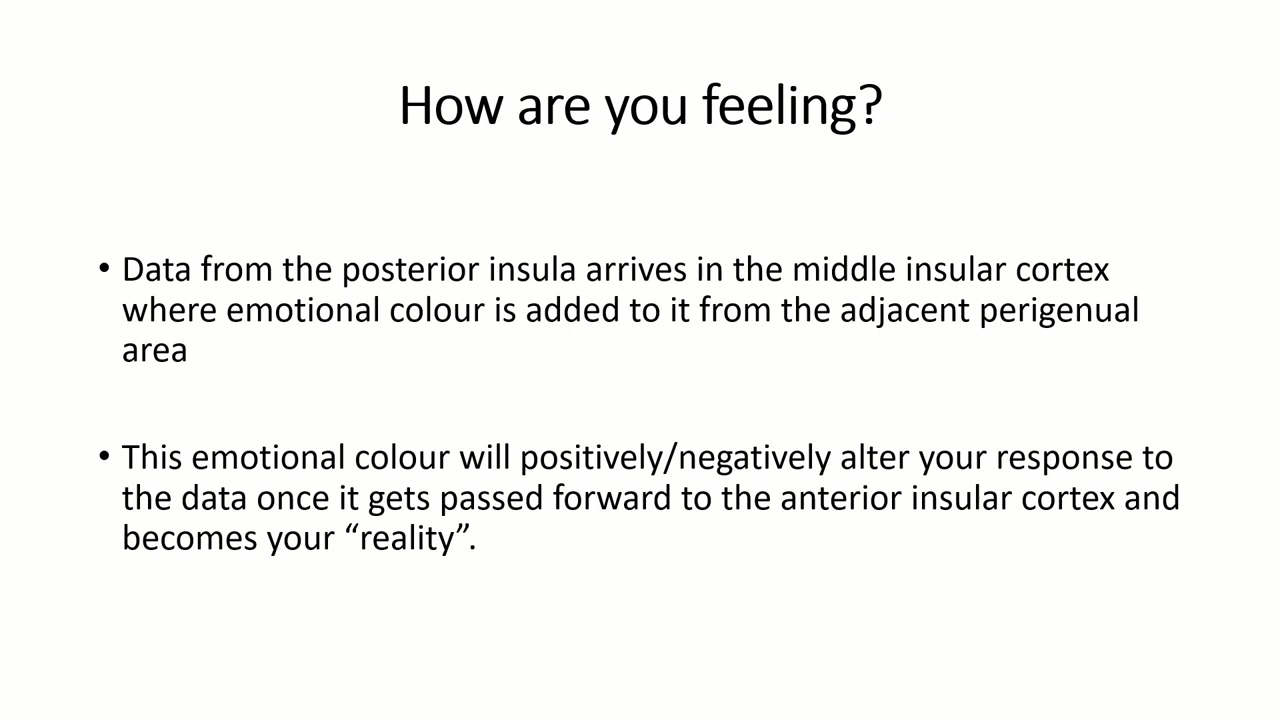 How are you feeling?
• Data from the posterior insula arrives in the middle insular cortex
where emotional colour is added to it from the adjacent perigenual
area
• This emotional colour will positively/negatively alter your response to
the data once it gets passed forward to the anterior insular cortex and
becomes your “reality”.